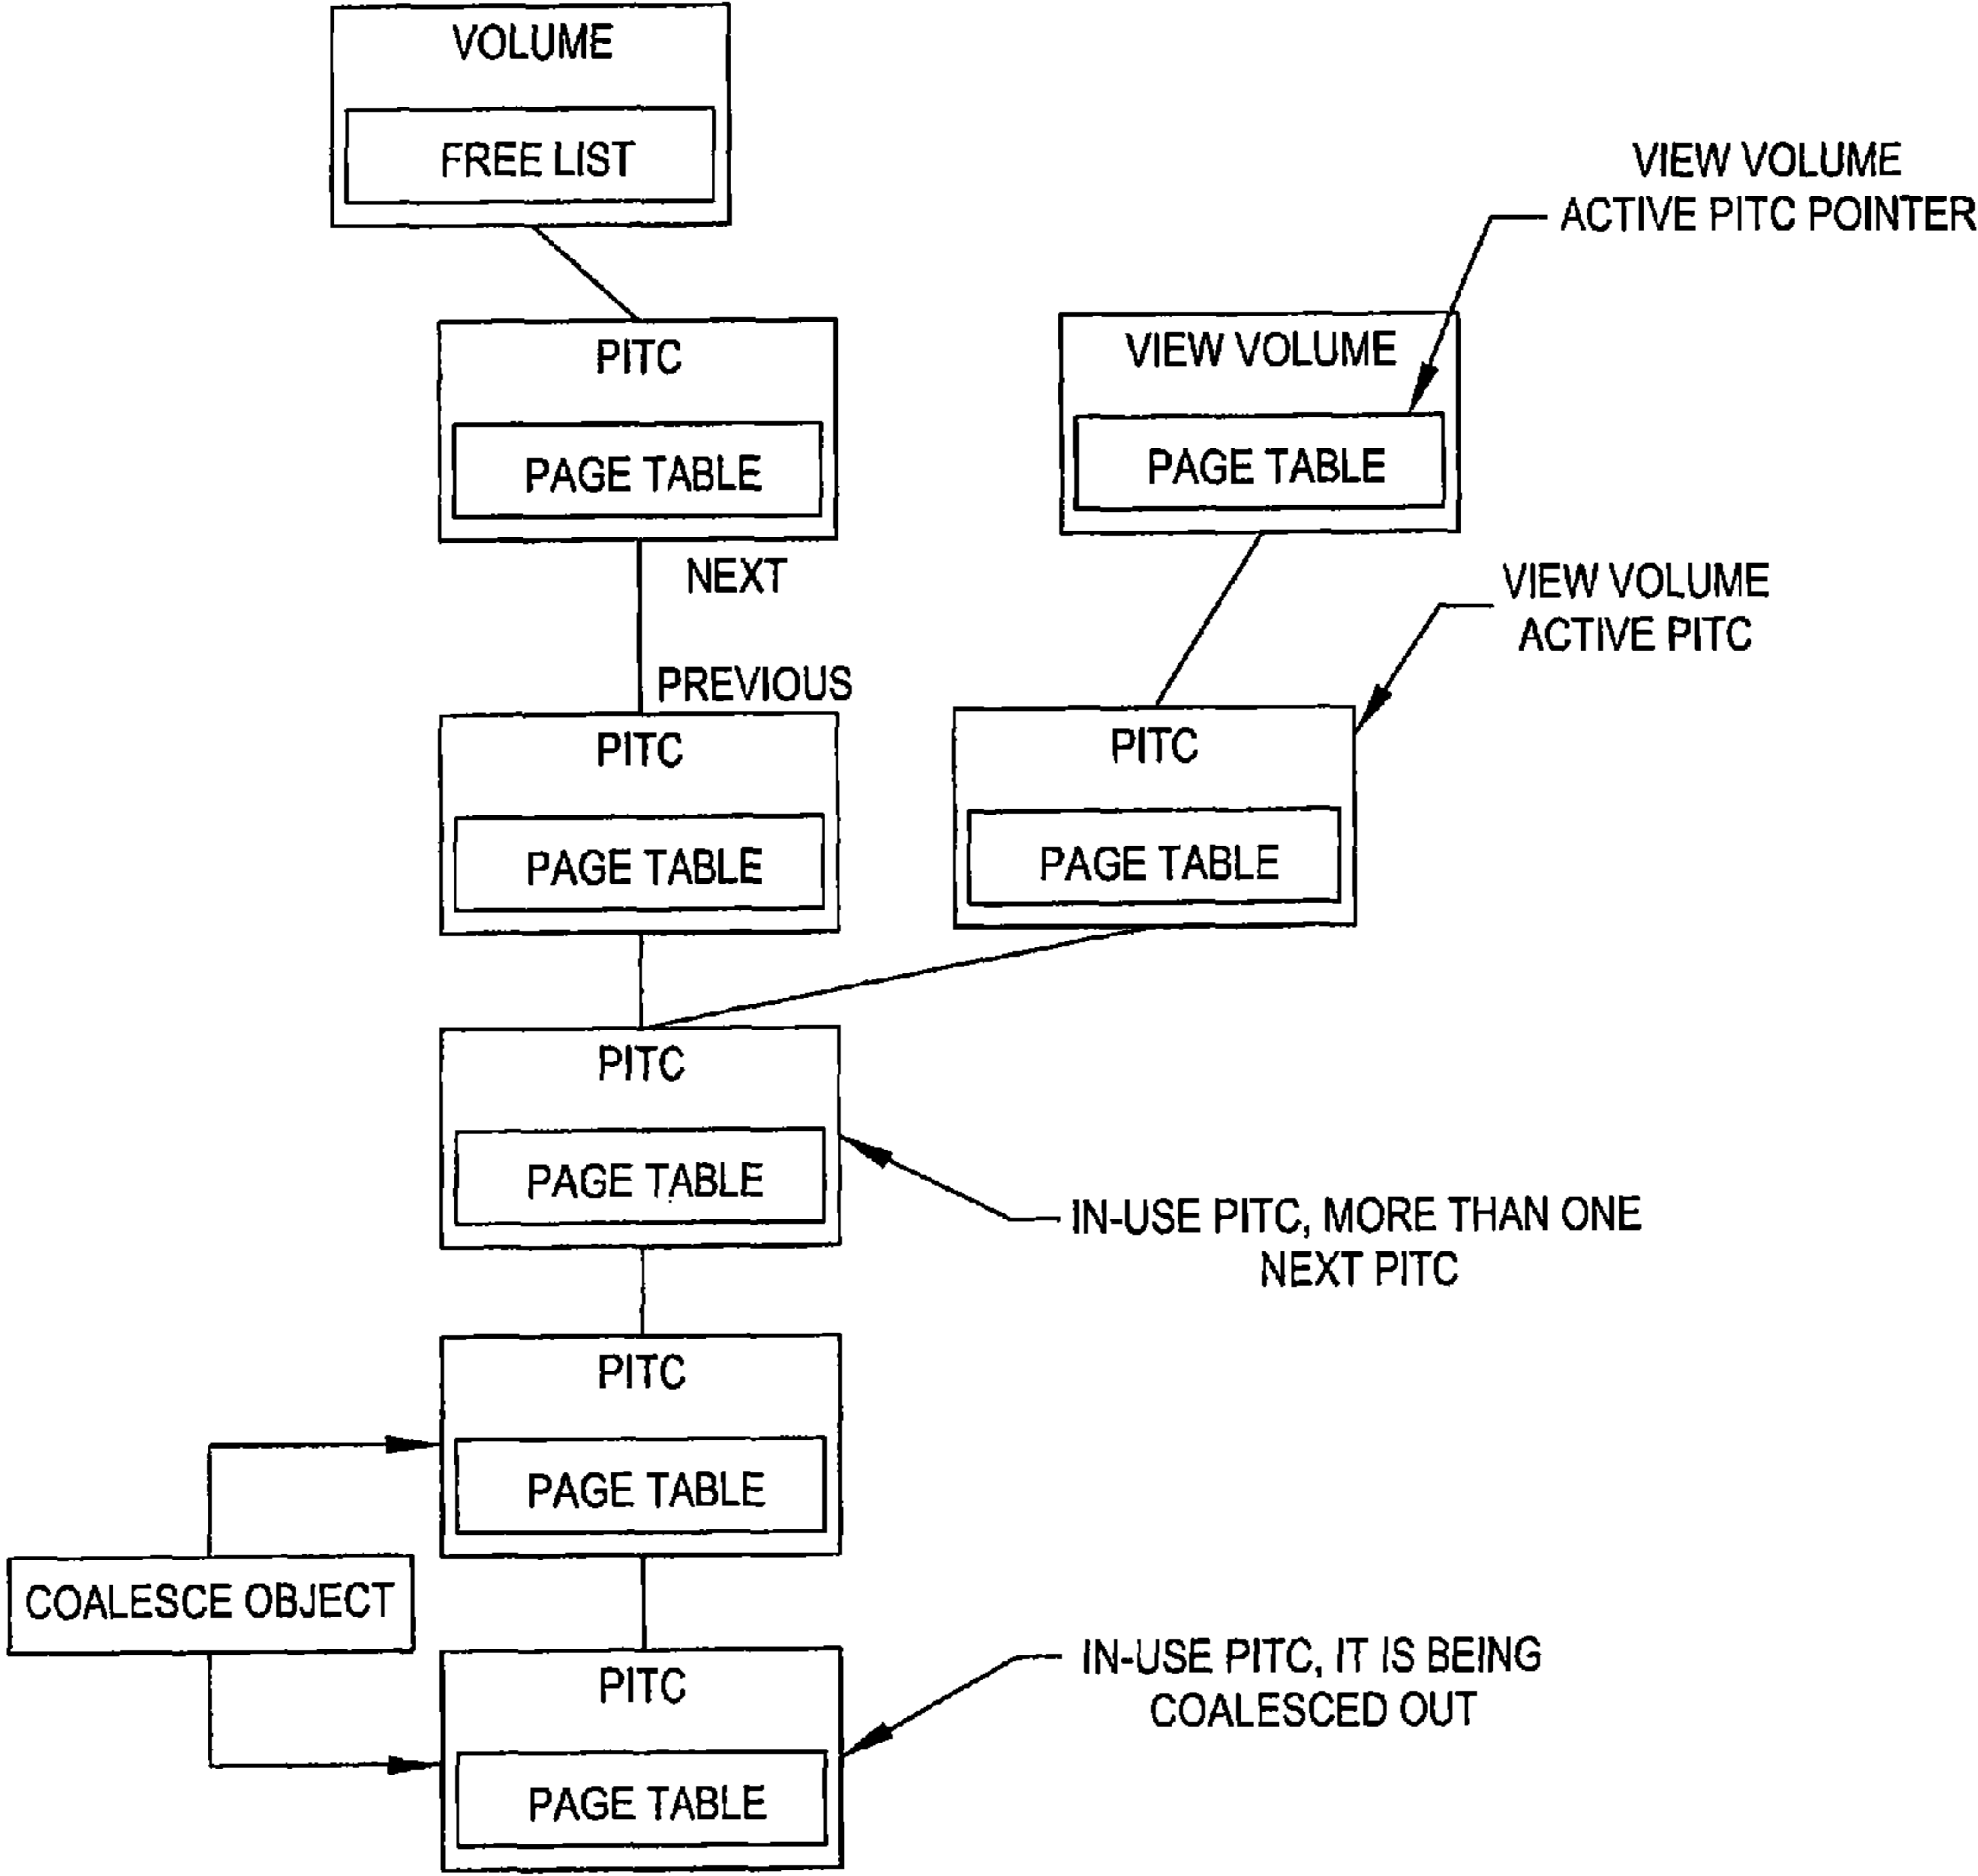 VOLUME
FREE LIST
VIEW VOLUME
ACTIVE PITC POINTER
PITC
PAGE TABLE
VIEW VOLUME
PAGE TABLE
NEXT
VIEW VOLUME
ACTIVE PITC
PREVIOUS
PITC
PAGE TABLE
PITC
PAGE TABLE
PITC
PAGE TABLE
IN-USE PITC, MORE THAN ONE
NEXT PITC
PITC
PAGE TABLE
COALESCE OBJECT
PITC
PAGE TABLE
IN-USE PITC, IT IS BEING
COALESCED OUT